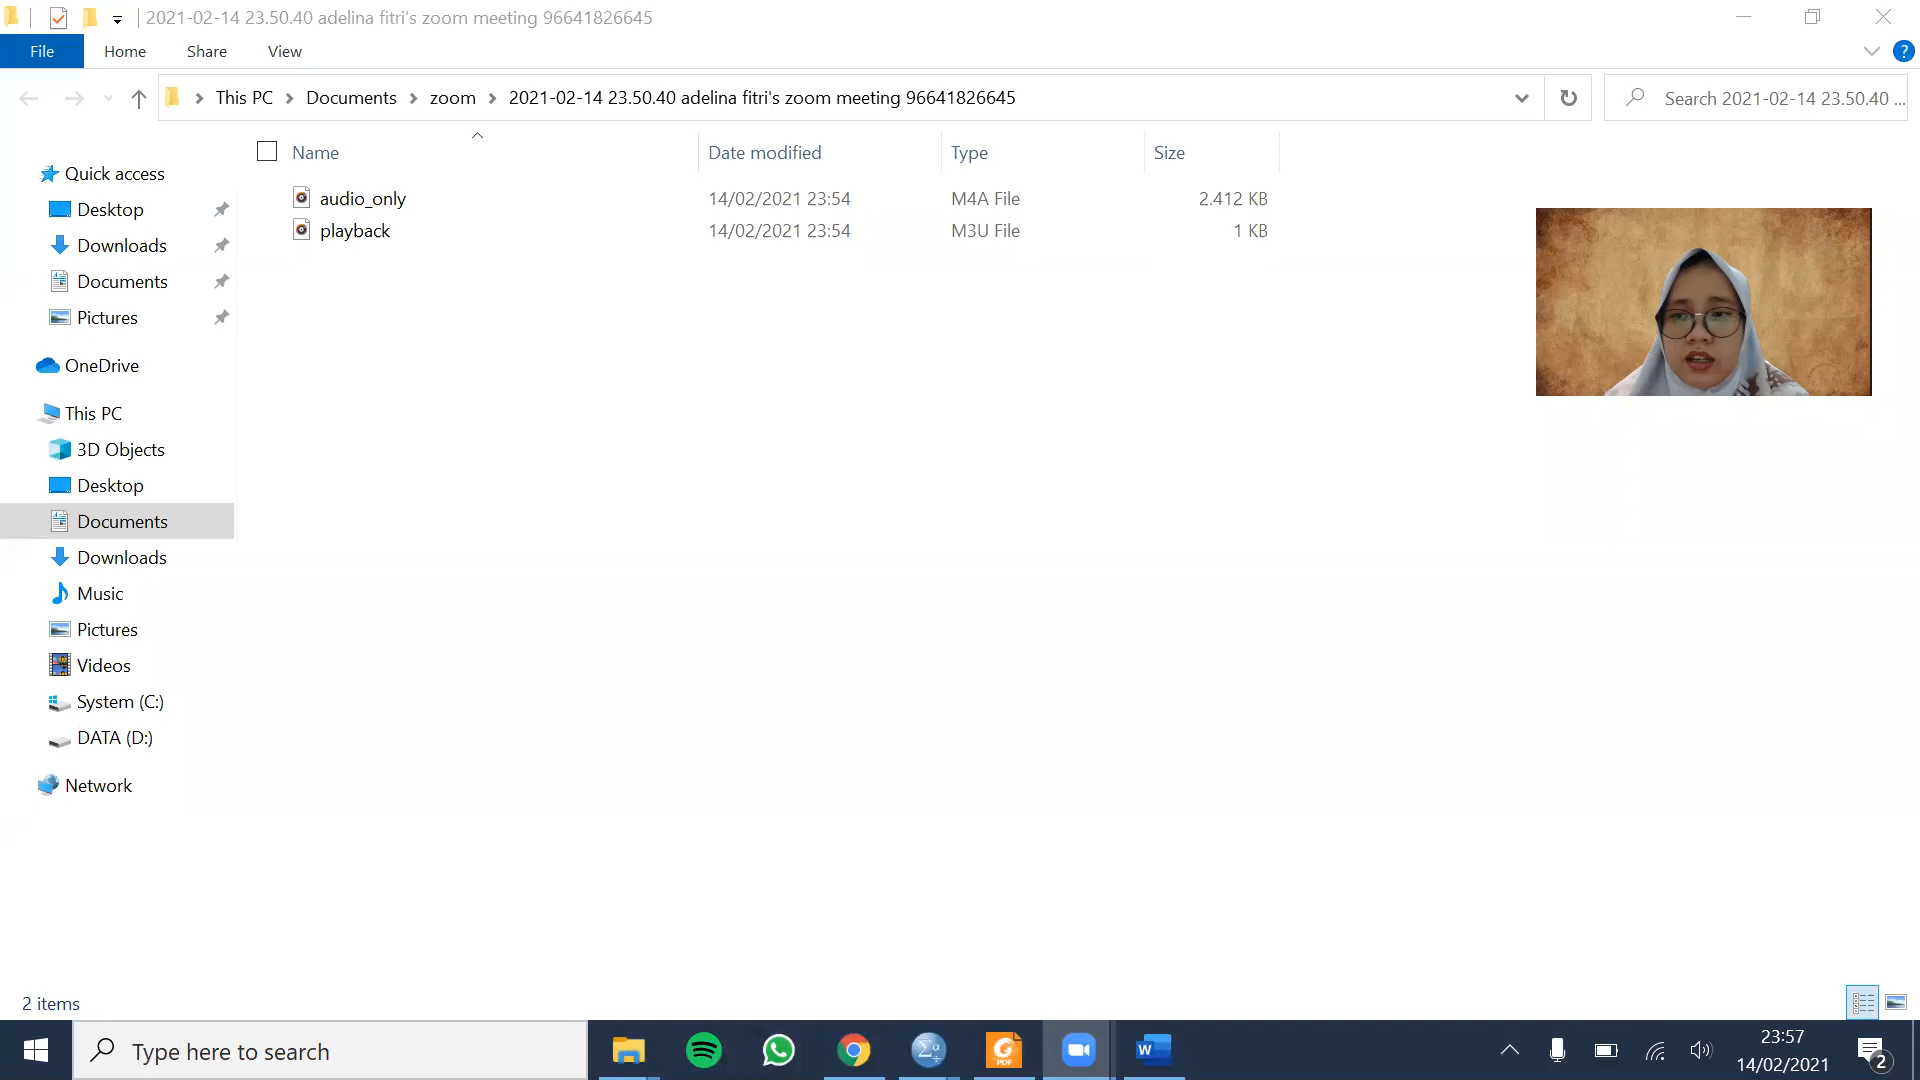 2021-02-14 23.50.40 adelina fitri's zoom meeting 96641826645
File Home Share View ?
This PC Documents zoom 2021-02-14 23.50.40 adelina fitri's zoom meeting 96641826645 Search 2021-02-14 23.50.40 ...
Name Date modified Type Size
audio_only 14/02/2021 23:54 M4A File 2.412 KB
playback 14/02/2021 23:54 M3U File 1 KB
Quick access
Desktop
Downloads
Documents
Pictures
OneDrive
This PC
3D Objects
Desktop
Documents
Downloads
Music
Pictures
Videos
System (C:)
DATA (D:)
Network
2 items
Type here to search
PDF
W
23:57
14/02/2021
2